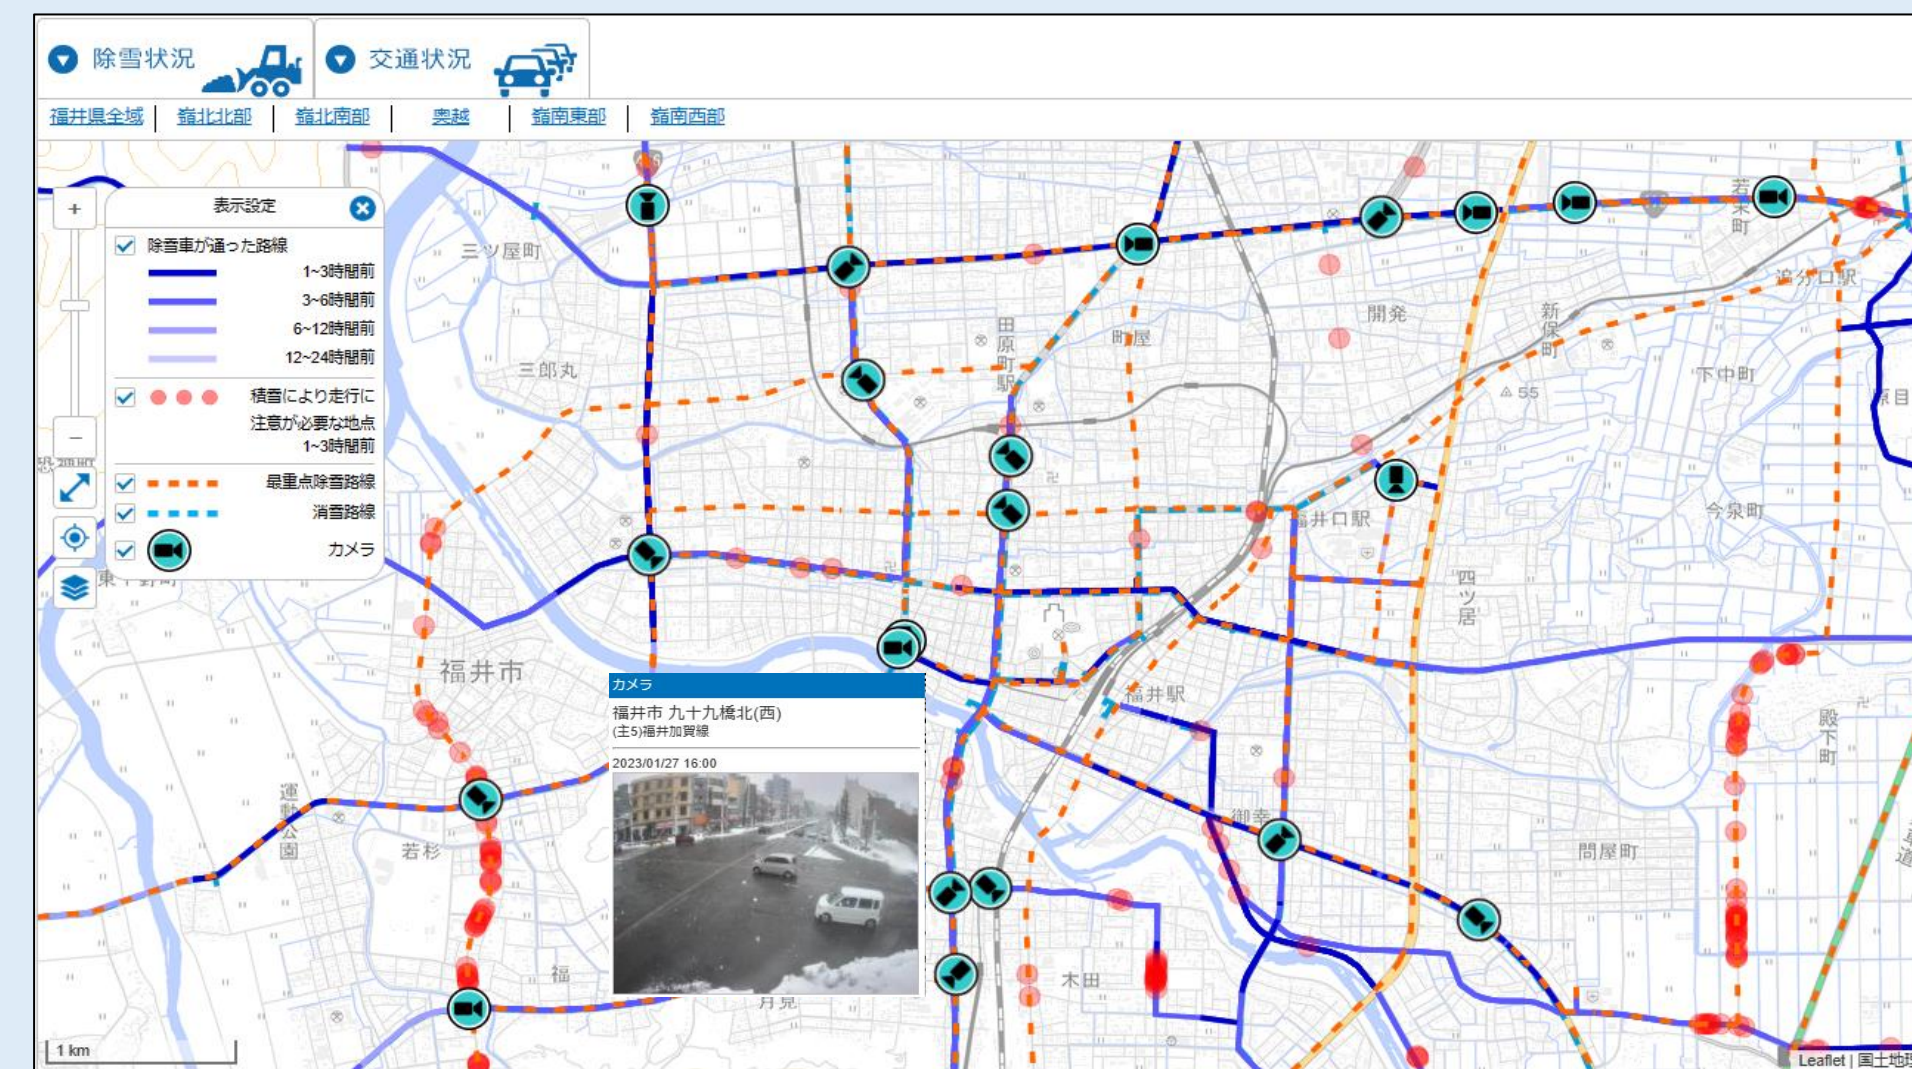 除雪状況
交通状況
福井県全域
嶺北北部
嶺北南部
奥越
嶺南東部
嶺南西部
表示設定
除雪車が通った路線
1~3時間前
3~6時間前
6~12時間前
12~24時間前
積雪により走行に
注意が必要な地点
1~3時間前
最重点除雪路線
消雪路線
カメラ
三ツ屋町
三郎丸
田原町駅
町屋
開発
新保町
若栄町
追分口駅
下中町
原目
55
今泉町
福井口駅
四ツ居
福井市
福井駅
殿下町
運動公園
若杉
御幸
問屋町
木田
福
月見
カメラ
福井市 九十九橋北(西)
(主5)福井加賀線
2023/01/27 16:00
1 km
Leaflet | 国土地理